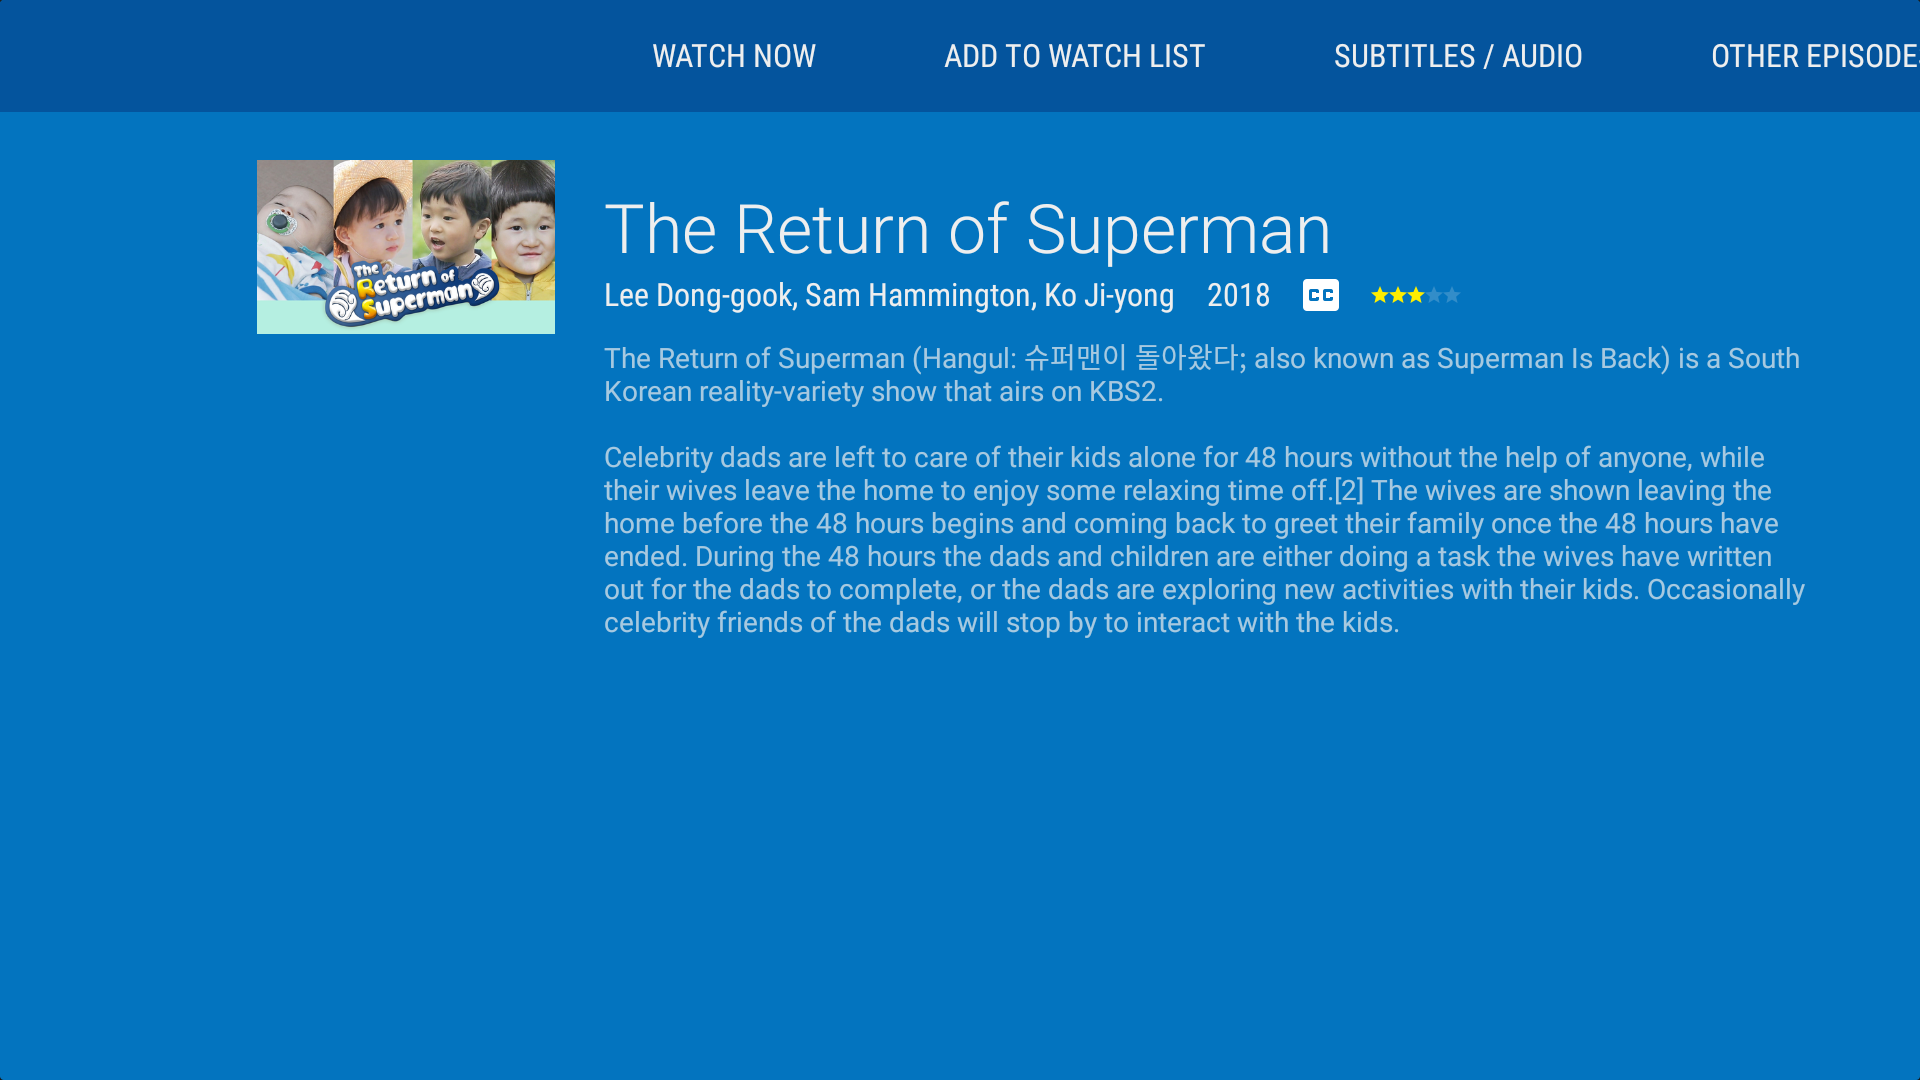 WATCH NOW
ADD TO WATCH LIST
SUBTITLES / AUDIO
OTHER EPISODES
The
Return of
Superman
The Return of Superman
Lee Dong-gook, Sam Hammington, Ko Ji-yong 2018 CC
The Return of Superman (Hangul: 슈퍼맨이 돌아왔다; also known as Superman Is Back) is a South
Korean reality-variety show that airs on KBS2.
Celebrity dads are left to care of their kids alone for 48 hours without the help of anyone, while
their wives leave the home to enjoy some relaxing time off.[2] The wives are shown leaving the
home before the 48 hours begins and coming back to greet their family once the 48 hours have
ended. During the 48 hours the dads and children are either doing a task the wives have written
out for the dads to complete, or the dads are exploring new activities with their kids. Occasionally
celebrity friends of the dads will stop by to interact with the kids.